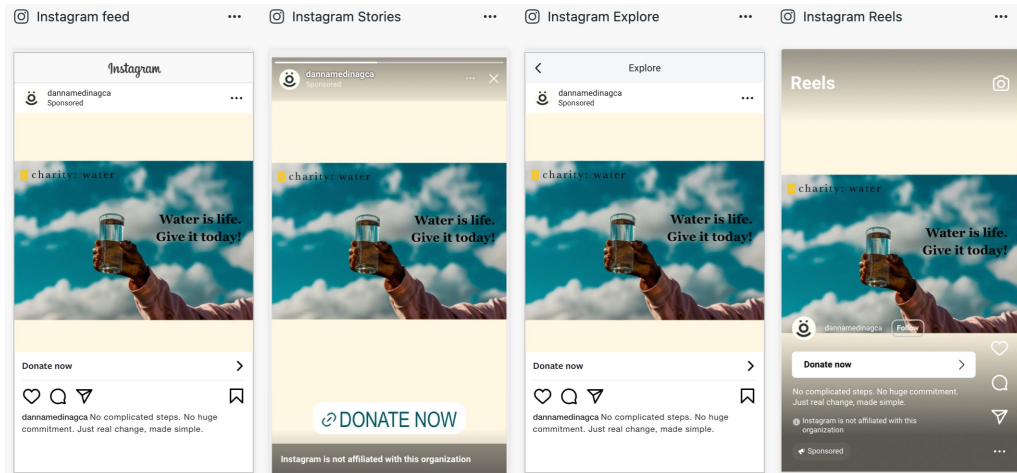 Instagram feed
Instagram
dannamedinagca
Sponsored
charity: water
Water is life.
Give it today!
Donate now
dannamedinagca No complicated steps. No huge
commitment. Just real change, made simple.
Instagram Stories
dannamedinagca
Sponsored
charity: water
Water is life.
Give it today!
DONATE NOW
Instagram is not affiliated with this organization
Instagram Explore
Explore
dannamedinagca
Sponsored
charity: water
Water is life.
Give it today!
Donate now
dannamedinagca No complicated steps. No huge
commitment. Just real change, made simple.
Instagram Reels
Reels
charity: water
Water is life.
Give it today!
dannamedinagca Follow
Donate now
No complicated steps. No huge commitment.
Just real change, made simple.
Instagram is not affiliated with this
organization
Sponsored